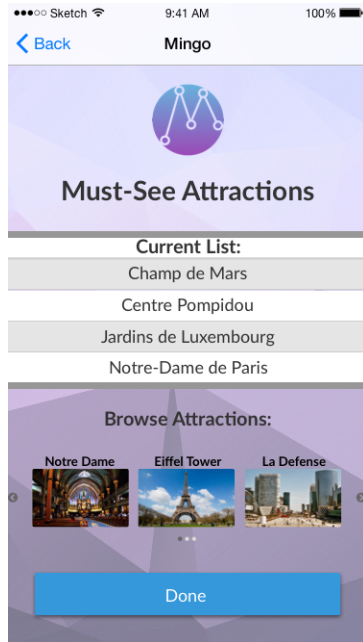 Sketch 9:41 AM 100%
Back Mingo
Must-See Attractions
Current List:
Champ de Mars
Centre Pompidou
Jardins de Luxembourg
Notre-Dame de Paris
Browse Attractions:
Notre Dame Eiffel Tower La Defense
Done